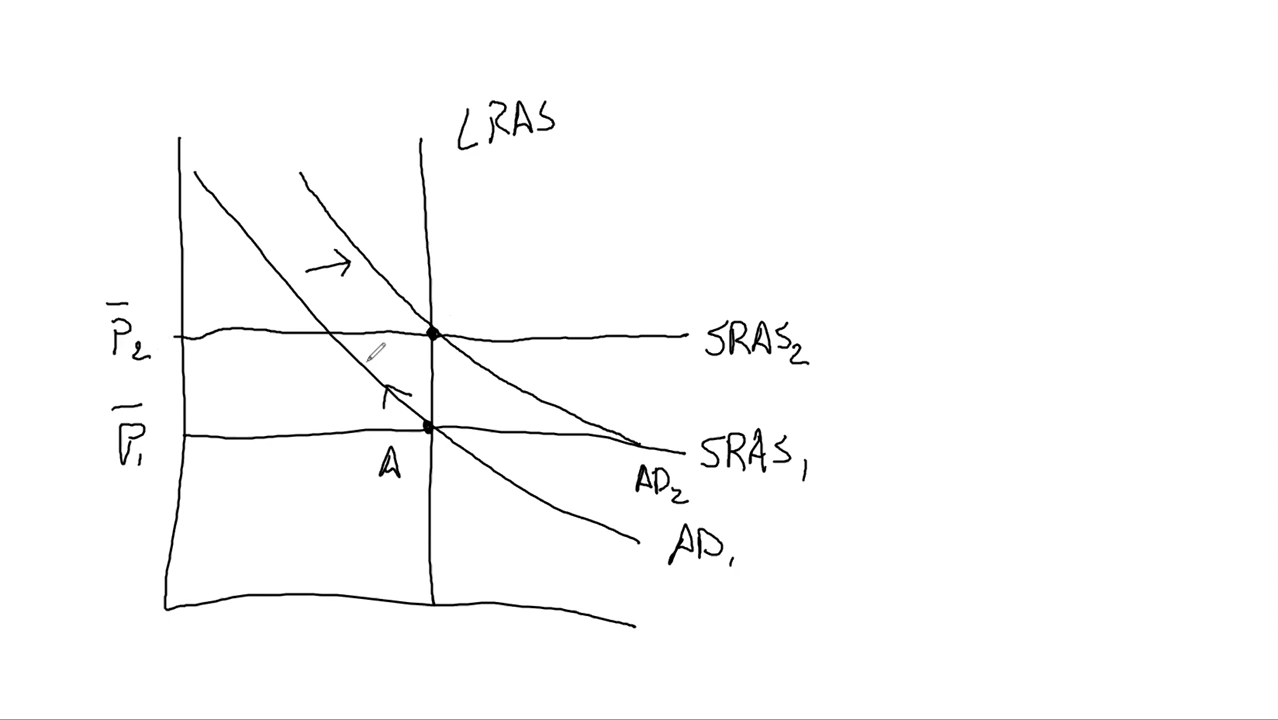 LRAS
P̅₂
SRAS₂
P̅₁
A
SRAS₁
AD₂
AD₁